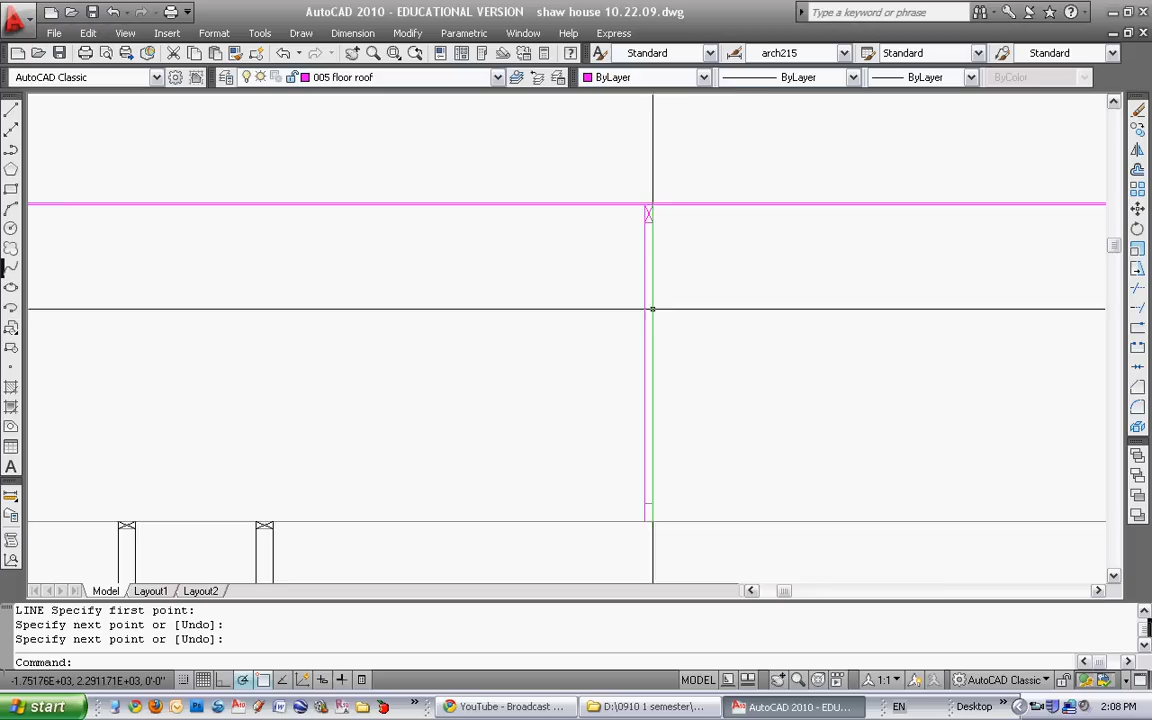 AutoCAD 2010 - EDUCATIONAL VERSION shaw house 10.22.09.dwg
Type a keyword or phrase
File Edit View Insert Format Tools Draw Dimension Modify Parametric Window Help Express
Standard arch215 Standard Standard
AutoCAD Classic 005 floor roof ByLayer ByLayer ByLayer ByColor
A
Model Layout1 Layout2
LINE Specify first point:
Specify next point or [Undo]:
Specify next point or [Undo]:
Command:
-1.75176E+03, 2.291171E+03, 0'-0" MODEL 1:1 AutoCAD Classic
start YouTube - Broadcast ... D:\0910 1 semester\... AutoCAD 2010 - EDU... EN Desktop 2:08 PM